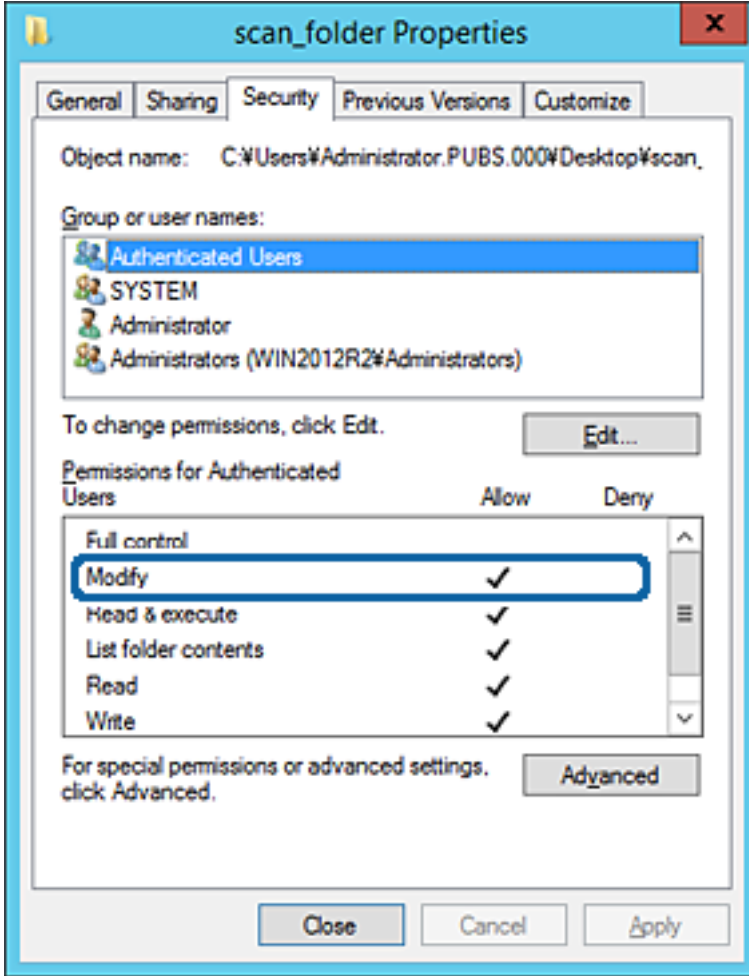 scan_folder Properties
x
General Sharing Security Previous Versions Customize
Object name: C:¥Users¥Administrator.PUBS.000¥Desktop¥scan_
Group or user names:
Authenticated Users
SYSTEM
Administrator
Administrators (WIN2012R2¥Administrators)
To change permissions, click Edit.
Edit...
Permissions for Authenticated
Users Allow Deny
Full control
Modify
Read & execute
List folder contents
Read
Write
For special permissions or advanced settings,
click Advanced.
Advanced
Close Cancel Apply